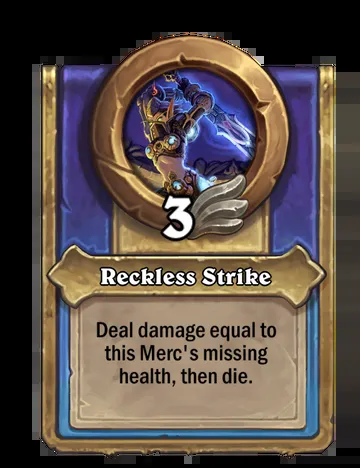 3
Reckless Strike
Deal damage equal to
this Merc's missing
health, then die.